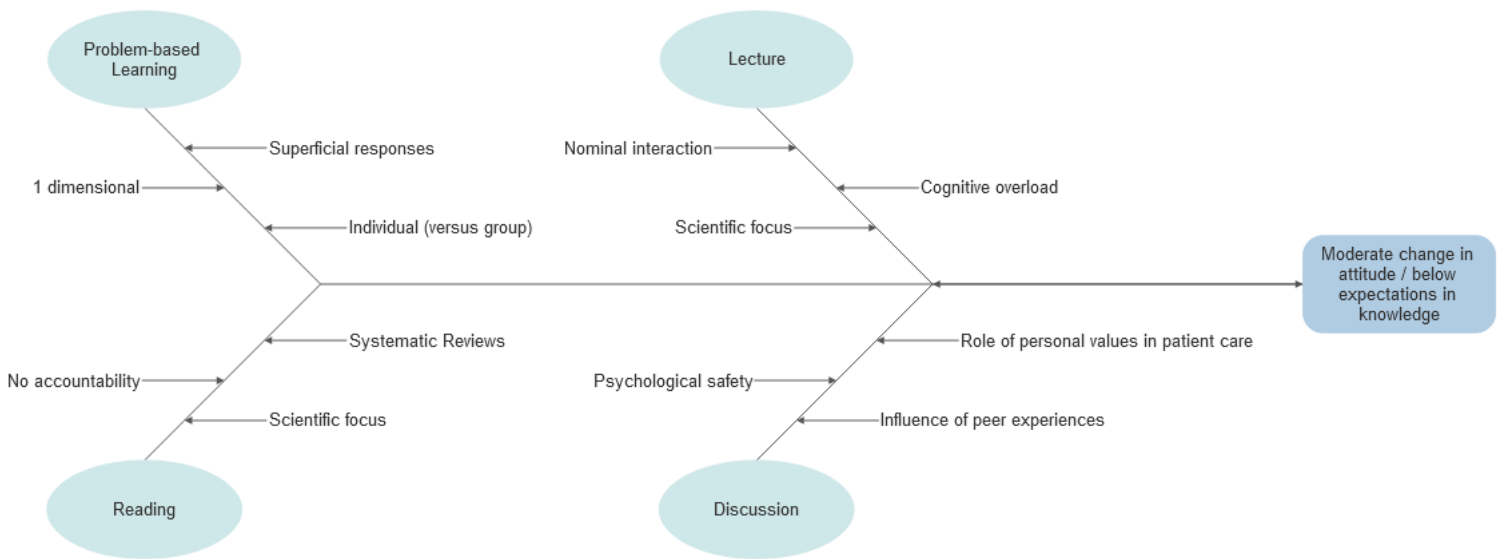 Problem-based
Learning
Lecture
Superficial responses
Nominal interaction
1 dimensional
Cognitive overload
Individual (versus group)
Scientific focus
Moderate change in
attitude / below
expectations in
knowledge
Systematic Reviews
Role of personal values in patient care
No accountability
Psychological safety
Scientific focus
Influence of peer experiences
Reading
Discussion